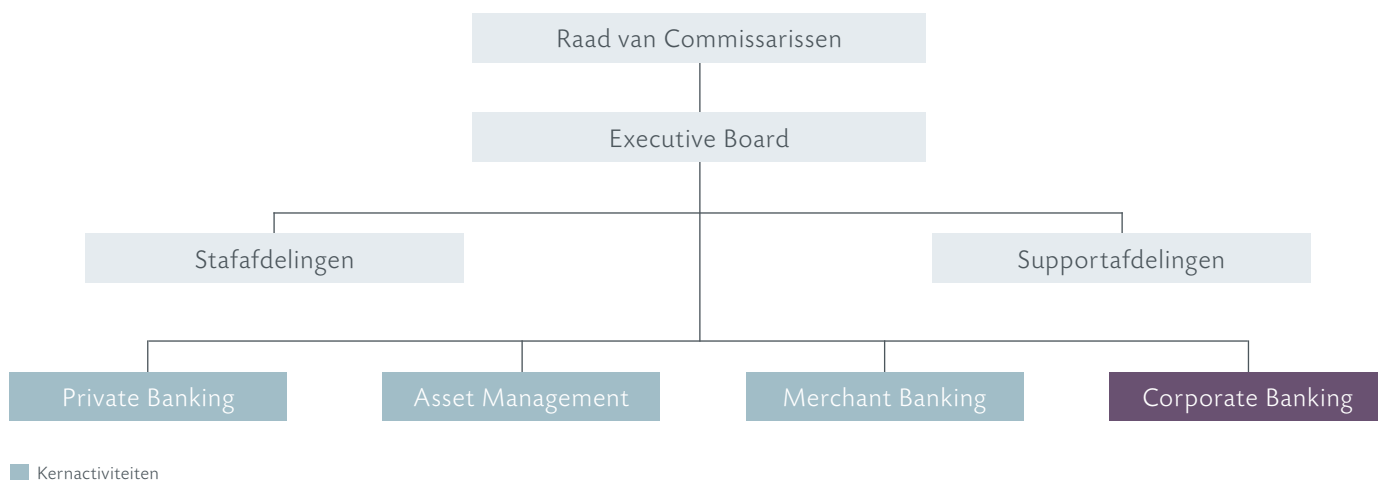 Raad van Commissarissen
Executive Board
Stafafdelingen
Supportafdelingen
Private Banking
Asset Management
Merchant Banking
Corporate Banking
Kernactiviteiten